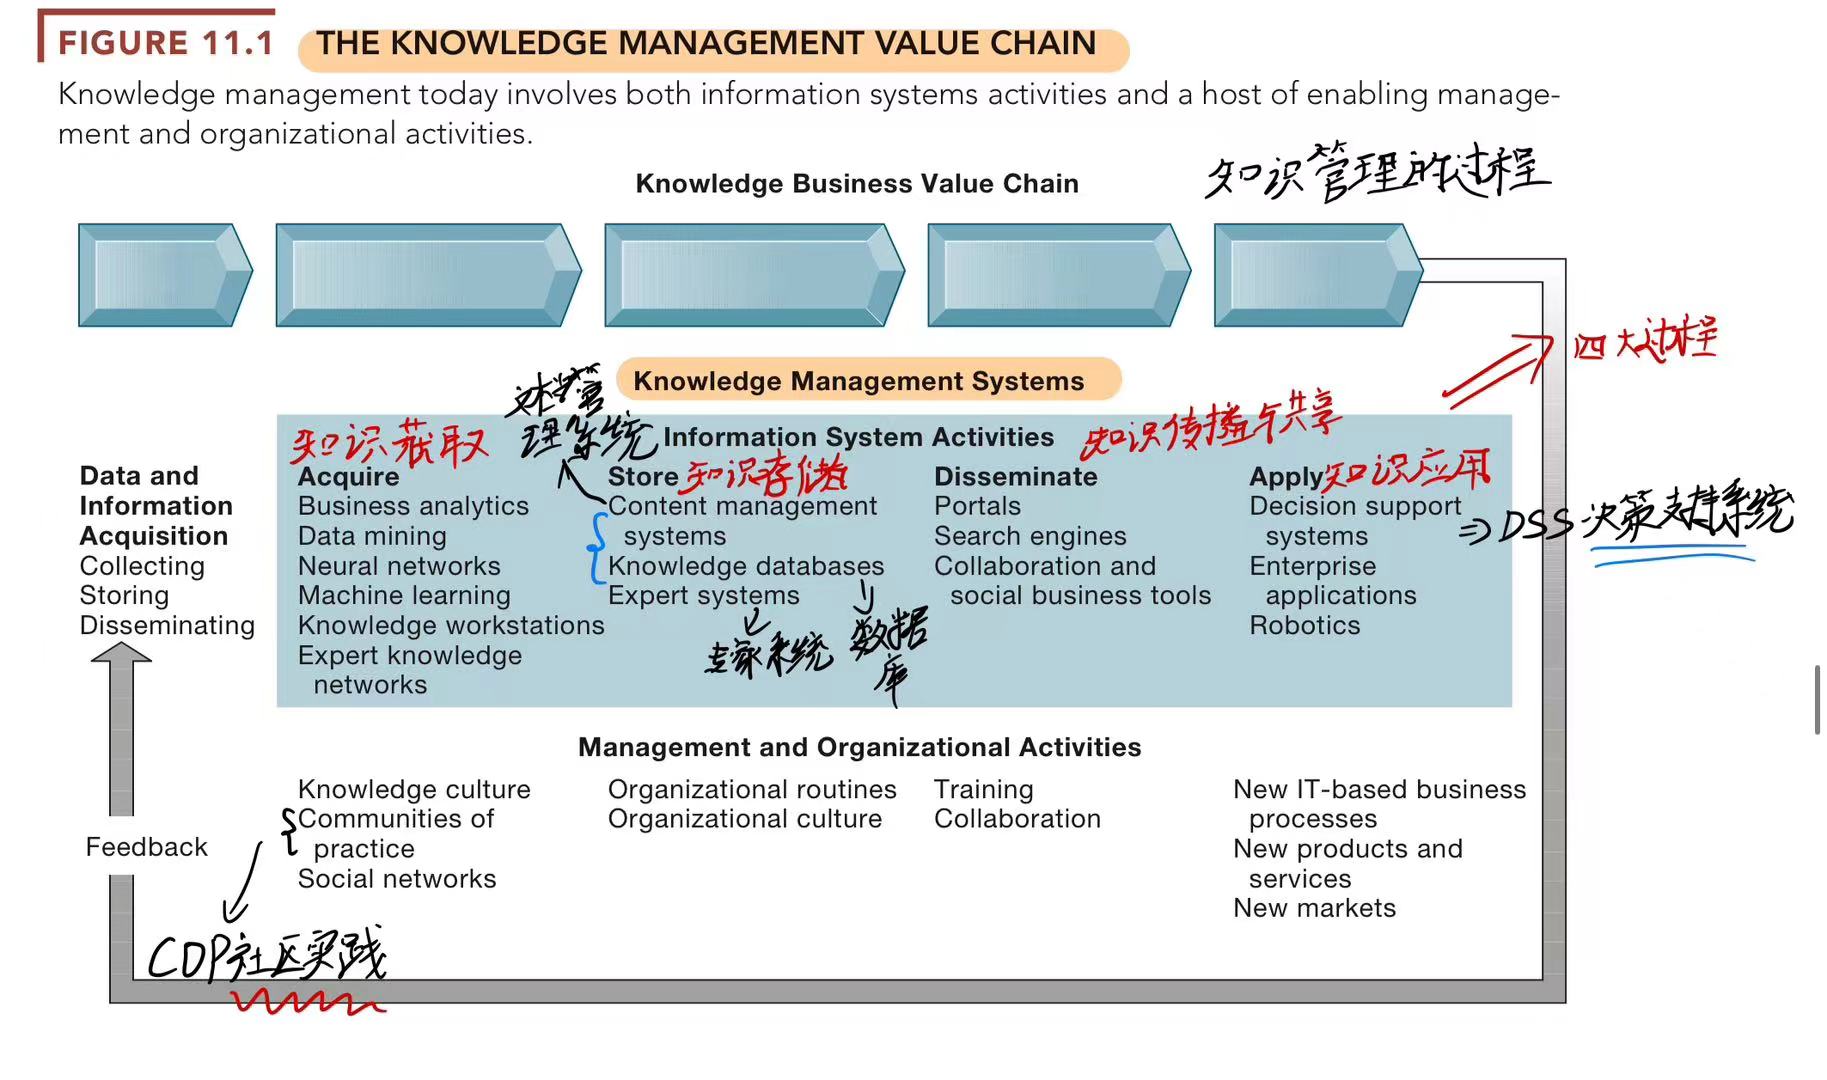 FIGURE 11.1 THE KNOWLEDGE MANAGEMENT VALUE CHAIN
Knowledge management today involves both information systems activities and a host of enabling manage-
ment and organizational activities.
知识管理的过程
Knowledge Business Value Chain
四大过程
Knowledge Management Systems
文档管
理系统
知识获取
Information System Activities
知识传播与共享
Data and
Information
Acquisition
Collecting
Storing
Disseminating
Acquire
Business analytics
Data mining
Neural networks
Machine learning
Knowledge workstations
Expert knowledge
networks
Store 知识存储
Content management
systems
Knowledge databases
Expert systems
专家系统
数据
库
Disseminate
Portals
Search engines
Collaboration and
social business tools
Apply 知识应用
Decision support
systems
⇒ DSS 决策支持系统
Enterprise
applications
Robotics
Management and Organizational Activities
Knowledge culture
Communities of
practice
Social networks
Organizational routines
Organizational culture
Training
Collaboration
New IT-based business
processes
New products and
services
New markets
Feedback
COP社区实践